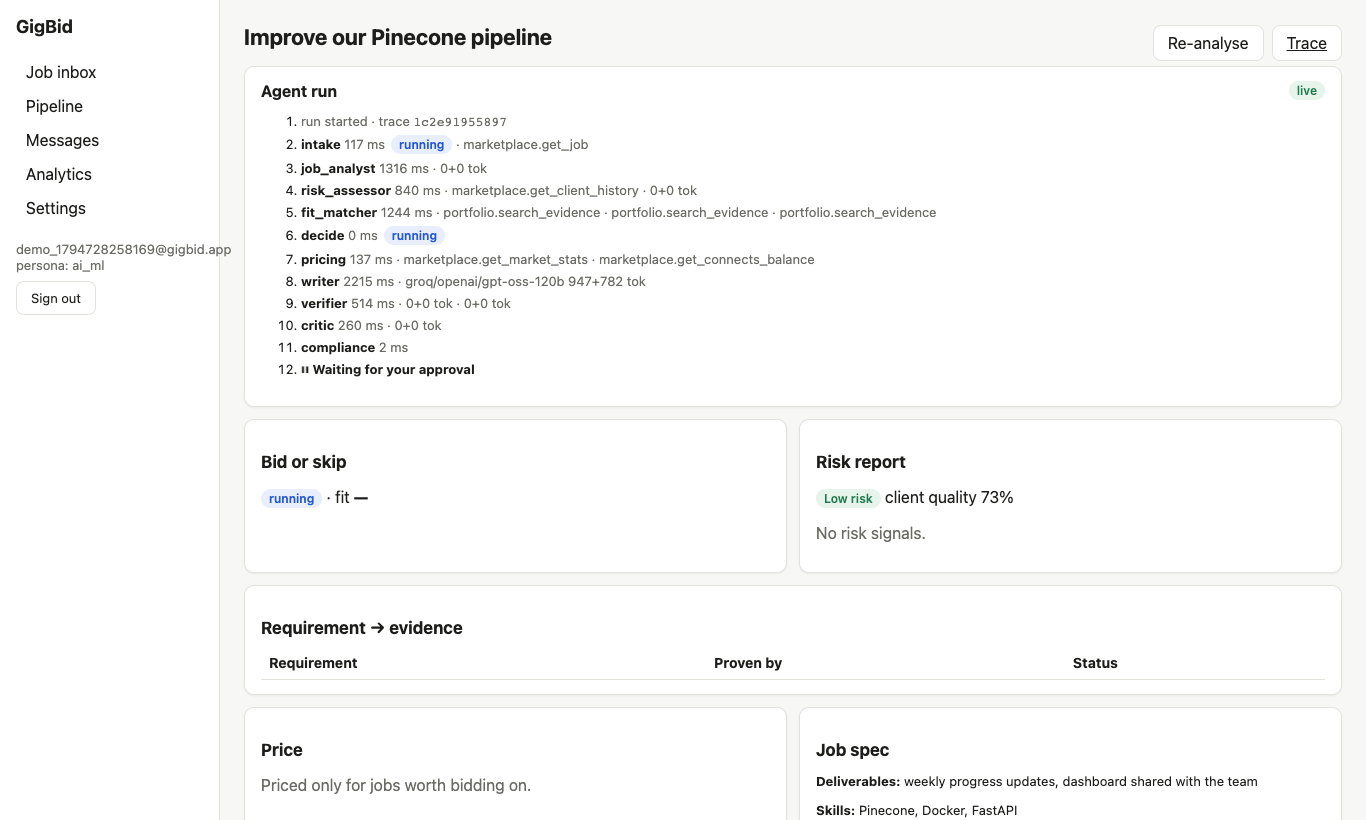 GigBid
Job inbox
Pipeline
Messages
Analytics
Settings
demo_1794728258169@gigbid.app
persona: ai_ml
Sign out
Improve our Pinecone pipeline
Re-analyse
Trace
Agent run
live
1. run started · trace 1c2e91955897
2. intake 117 ms running · marketplace.get_job
3. job_analyst 1316 ms · 0+0 tok
4. risk_assessor 840 ms · marketplace.get_client_history · 0+0 tok
5. fit_matcher 1244 ms · portfolio.search_evidence · portfolio.search_evidence · portfolio.search_evidence
6. decide 0 ms running
7. pricing 137 ms · marketplace.get_market_stats · marketplace.get_connects_balance
8. writer 2215 ms · groq/openai/gpt-oss-120b 947+782 tok
9. verifier 514 ms · 0+0 tok · 0+0 tok
10. critic 260 ms · 0+0 tok
11. compliance 2 ms
12. ⏸ Waiting for your approval
Bid or skip
running · fit —
Risk report
Low risk client quality 73%
No risk signals.
Requirement → evidence
Requirement Proven by Status
Price
Priced only for jobs worth bidding on.
Job spec
Deliverables: weekly progress updates, dashboard shared with the team
Skills: Pinecone, Docker, FastAPI